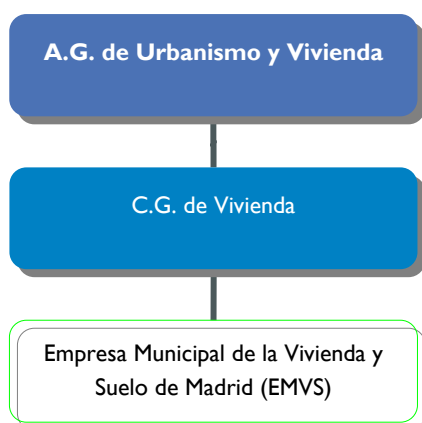 A.G. de Urbanismo y Vivienda
C.G. de Vivienda
Empresa Municipal de la Vivienda y
Suelo de Madrid (EMVS)